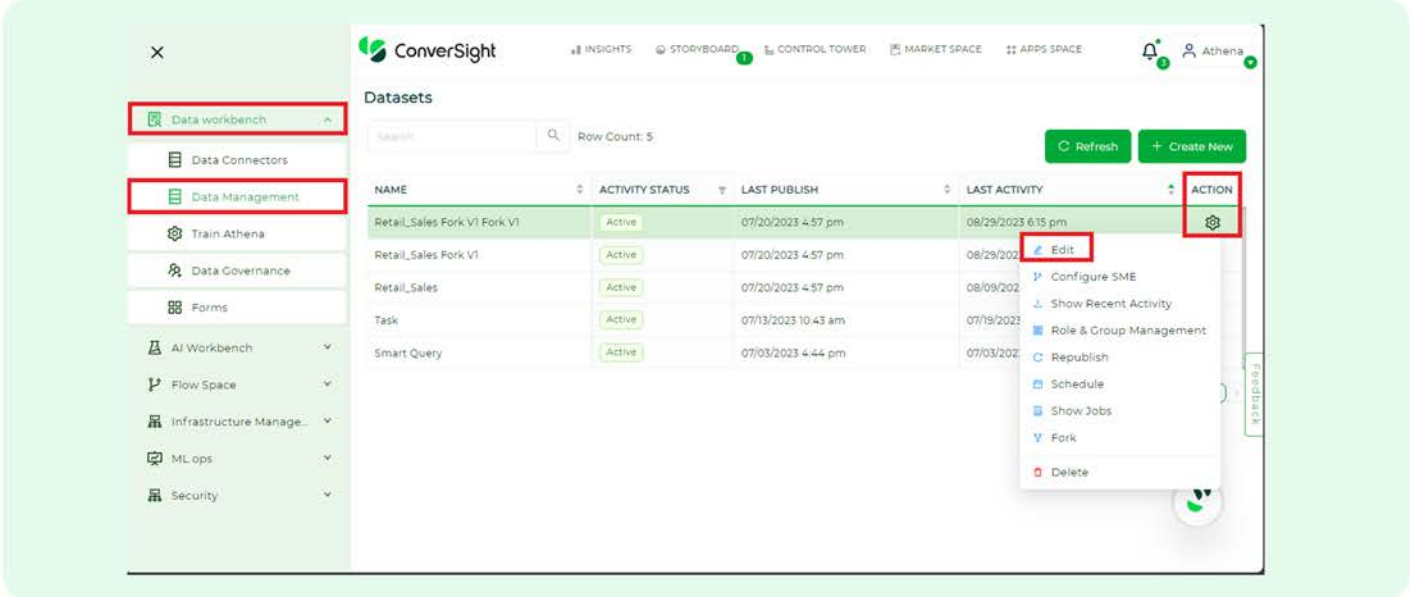 ConverSight
INSIGHTS STORYBOARD 1 CONTROL TOWER MARKET SPACE APPS SPACE 3 Athena
Data workbench
Data Connectors
Data Management
Train Athena
Data Governance
Forms
AI Workbench
Flow Space
Infrastructure Manage...
ML ops
Security
Datasets
Search Row Count: 5
Refresh + Create New
NAME ACTIVITY STATUS LAST PUBLISH LAST ACTIVITY ACTION
Retail_Sales Fork V1 Fork V1 Active 07/20/2023 4:57 pm 08/29/2023 6:15 pm
Retail_Sales Fork V1 Active 07/20/2023 4:57 pm 08/29/202
Retail_Sales Active 07/20/2023 4:57 pm 08/09/202
Task Active 07/13/2023 10:43 am 07/19/2023
Smart Query Active 07/03/2023 4:44 pm 07/03/202
Edit
Configure SME
Show Recent Activity
Role & Group Management
Republish
Schedule
Show Jobs
Fork
Delete
Feedback